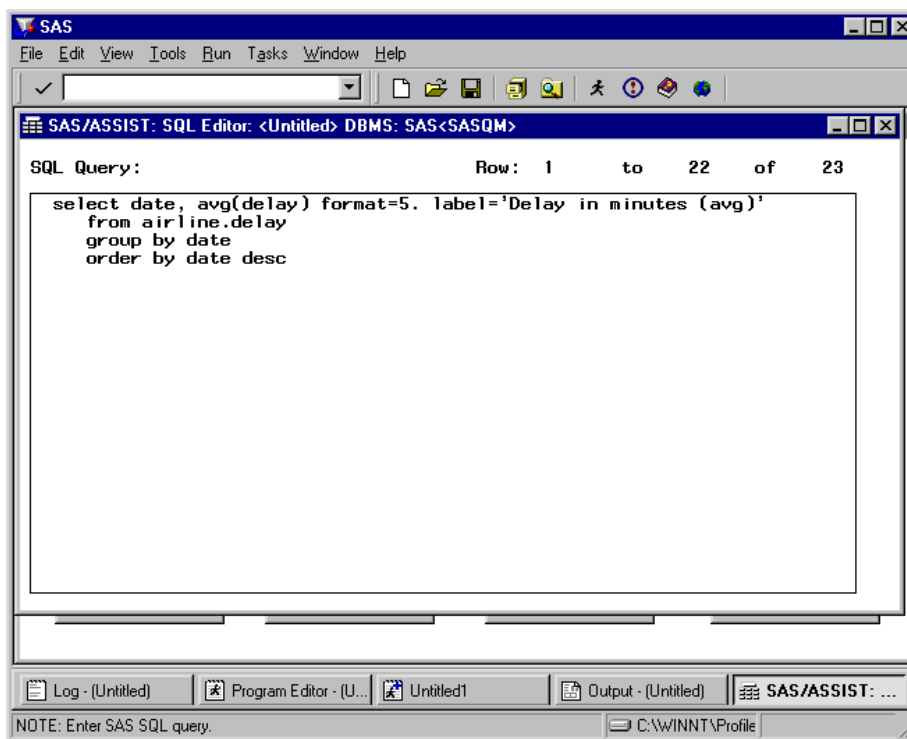 SAS
File Edit View Tools Run Tasks Window Help
SAS/ASSIST: SQL Editor: <Untitled> DBMS: SAS<SASQM>
SQL Query: Row: 1 to 22 of 23
select date, avg(delay) format=5. label='Delay in minutes (avg)'
from airline.delay
group by date
order by date desc
Log - (Untitled) Program Editor - (U... Untitled1 Output - (Untitled) SAS/ASSIST: ...
NOTE: Enter SAS SQL query. C:\WINNT\Profile